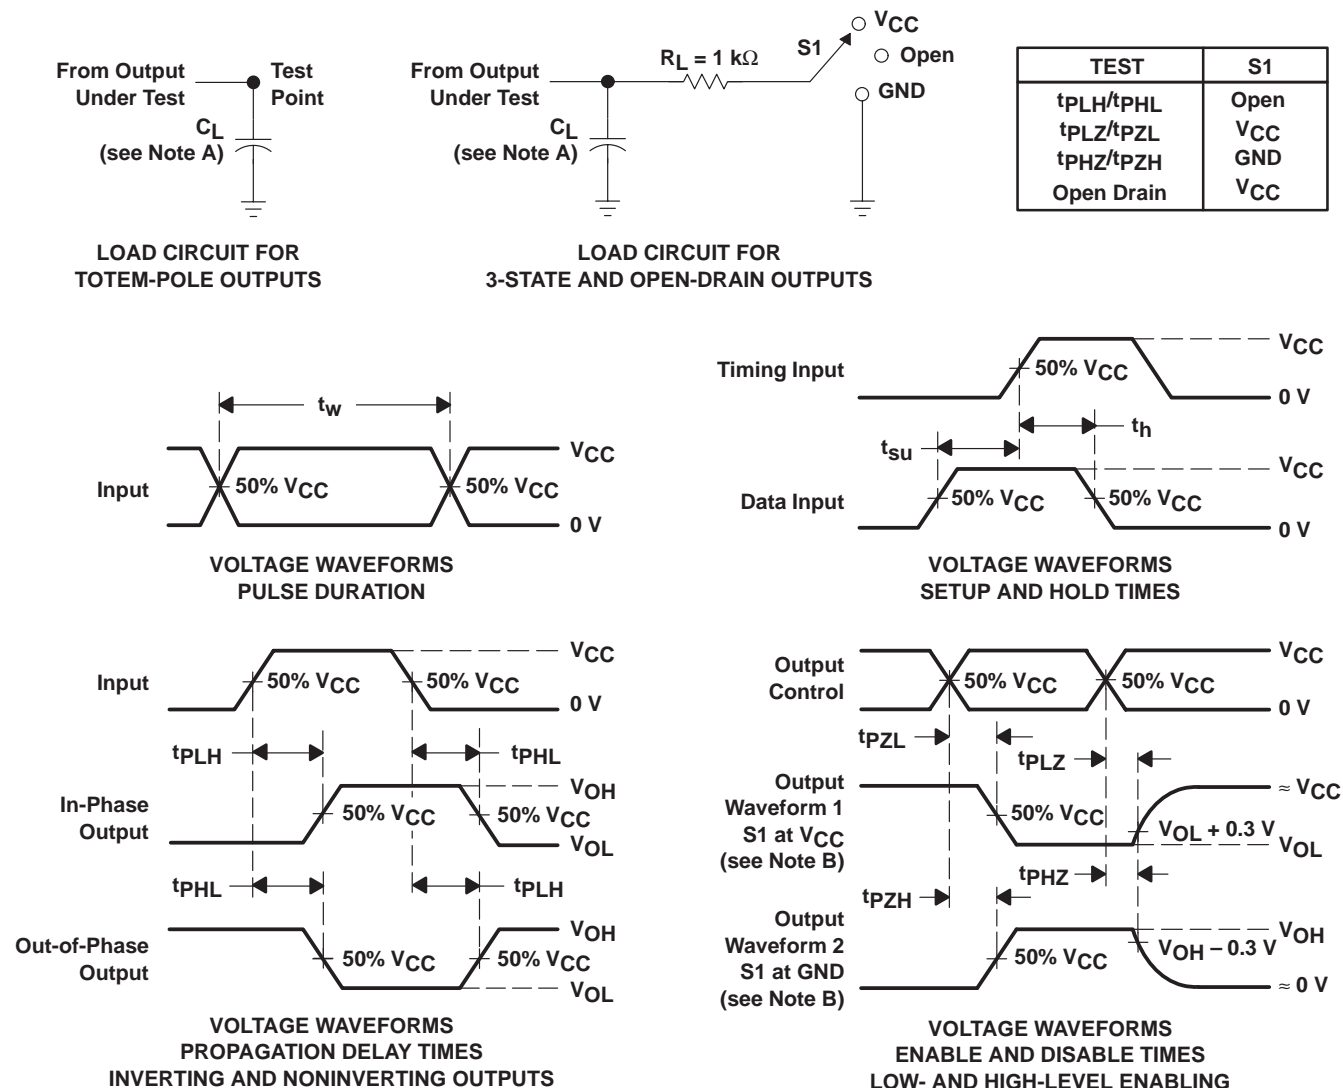 From Output
Under Test
Test
Point
CL
(see Note A)
LOAD CIRCUIT FOR
TOTEM-POLE OUTPUTS
From Output
Under Test
RL = 1 kΩ
S1
VCC
Open
GND
CL
(see Note A)
LOAD CIRCUIT FOR
3-STATE AND OPEN-DRAIN OUTPUTS
TEST S1
tPLH/tPHL Open
tPLZ/tPZL VCC
tPHZ/tPZH GND
Open Drain VCC
tw
Input
50% VCC
50% VCC
VCC
0 V
VOLTAGE WAVEFORMS
PULSE DURATION
Timing Input
50% VCC
VCC
0 V
tsu
th
Data Input
50% VCC
50% VCC
VCC
0 V
VOLTAGE WAVEFORMS
SETUP AND HOLD TIMES
Input
50% VCC
50% VCC
VCC
0 V
tPLH
tPHL
In-Phase
Output
50% VCC
50% VCC
VOH
VOL
tPHL
tPLH
Out-of-Phase
Output
50% VCC
50% VCC
VOH
VOL
VOLTAGE WAVEFORMS
PROPAGATION DELAY TIMES
INVERTING AND NONINVERTING OUTPUTS
Output
Control
50% VCC
50% VCC
VCC
0 V
tPZL
tPLZ
Output
Waveform 1
S1 at VCC
(see Note B)
50% VCC
VOL + 0.3 V
≈ VCC
VOL
tPZH
tPHZ
Output
Waveform 2
S1 at GND
(see Note B)
50% VCC
VOH – 0.3 V
VOH
≈ 0 V
VOLTAGE WAVEFORMS
ENABLE AND DISABLE TIMES
LOW- AND HIGH-LEVEL ENABLING